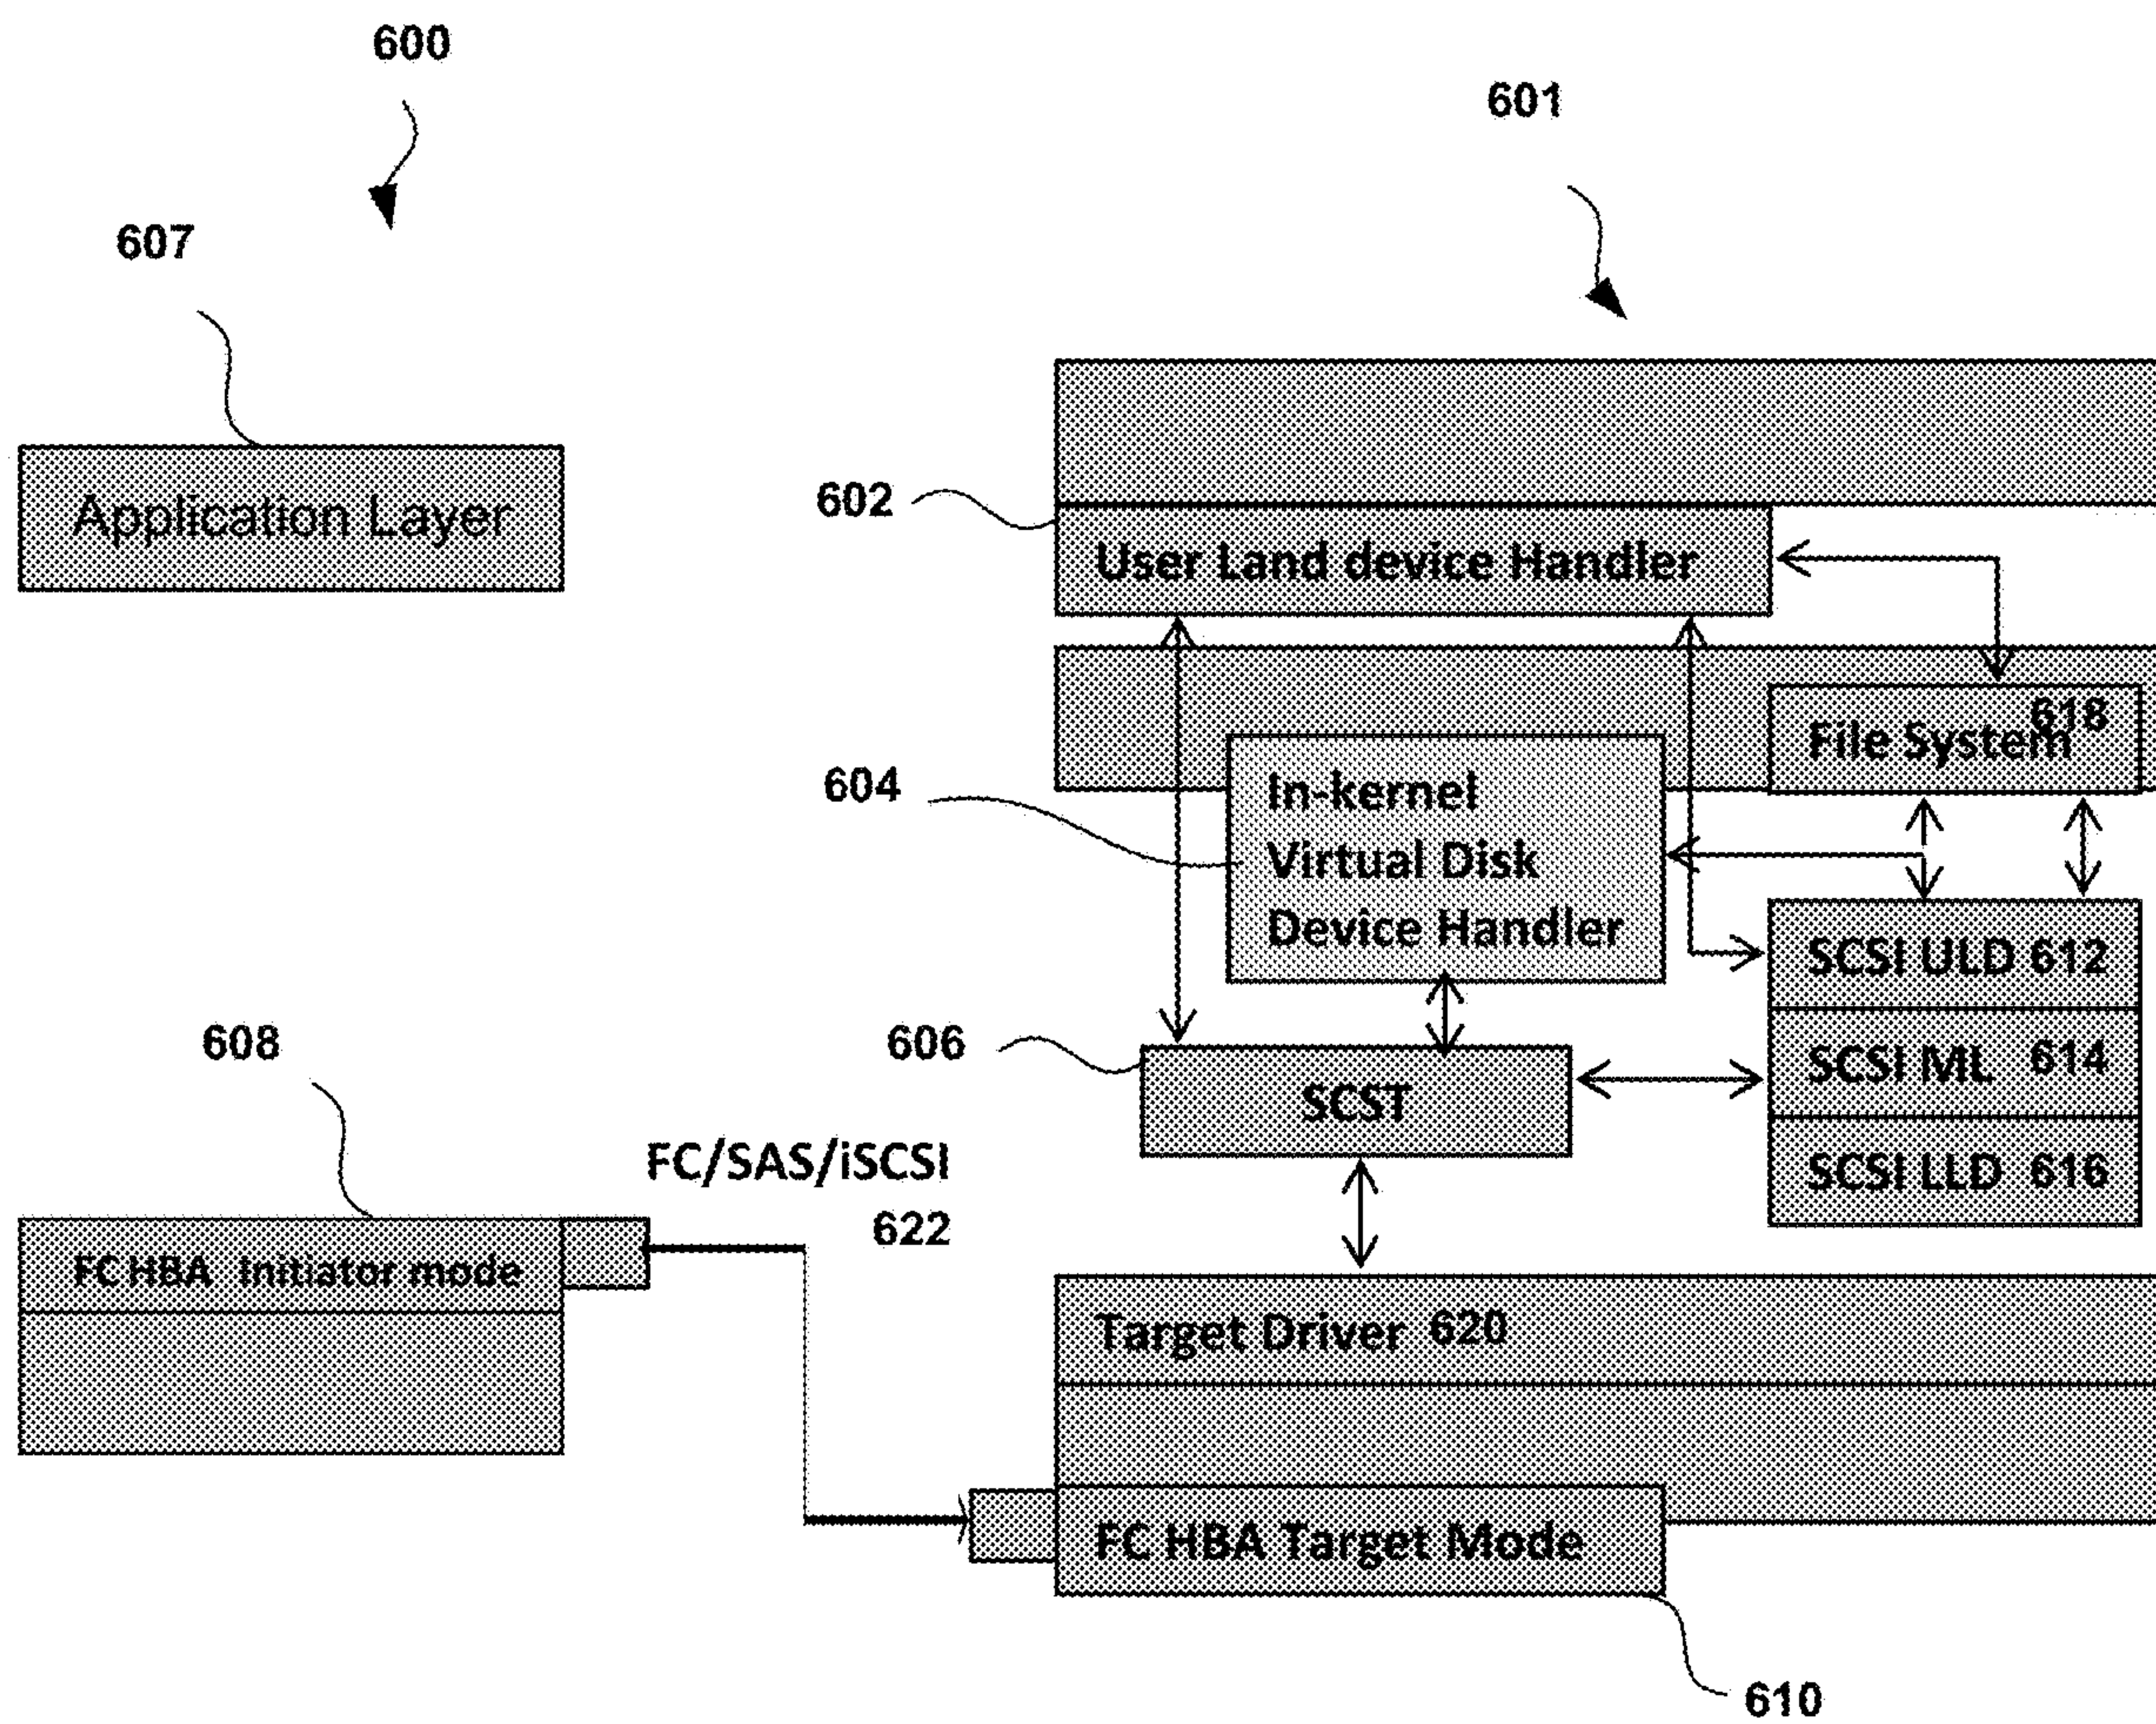 600
601
607
Application Layer
602
User Land device Handler
618
File System
604
In-kernel
Virtual Disk
Device Handler
SCSI ULD 612
608
606
SCST
SCSI ML 614
FC/SAS/iSCSI
622
SCSI LLD 616
FC HBA Initiator mode
Target Driver 620
FC HBA Target Mode
610